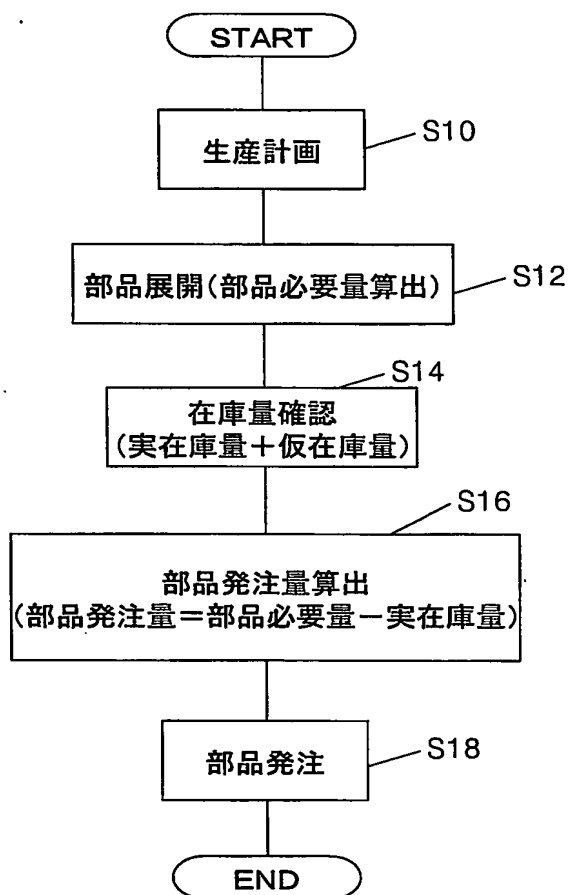 START
生産計画
S10
部品展開(部品必要量算出)
S12
S14
在庫量確認
(実在庫量+仮在庫量)
S16
部品発注量算出
(部品発注量=部品必要量-実在庫量)
部品発注
S18
END